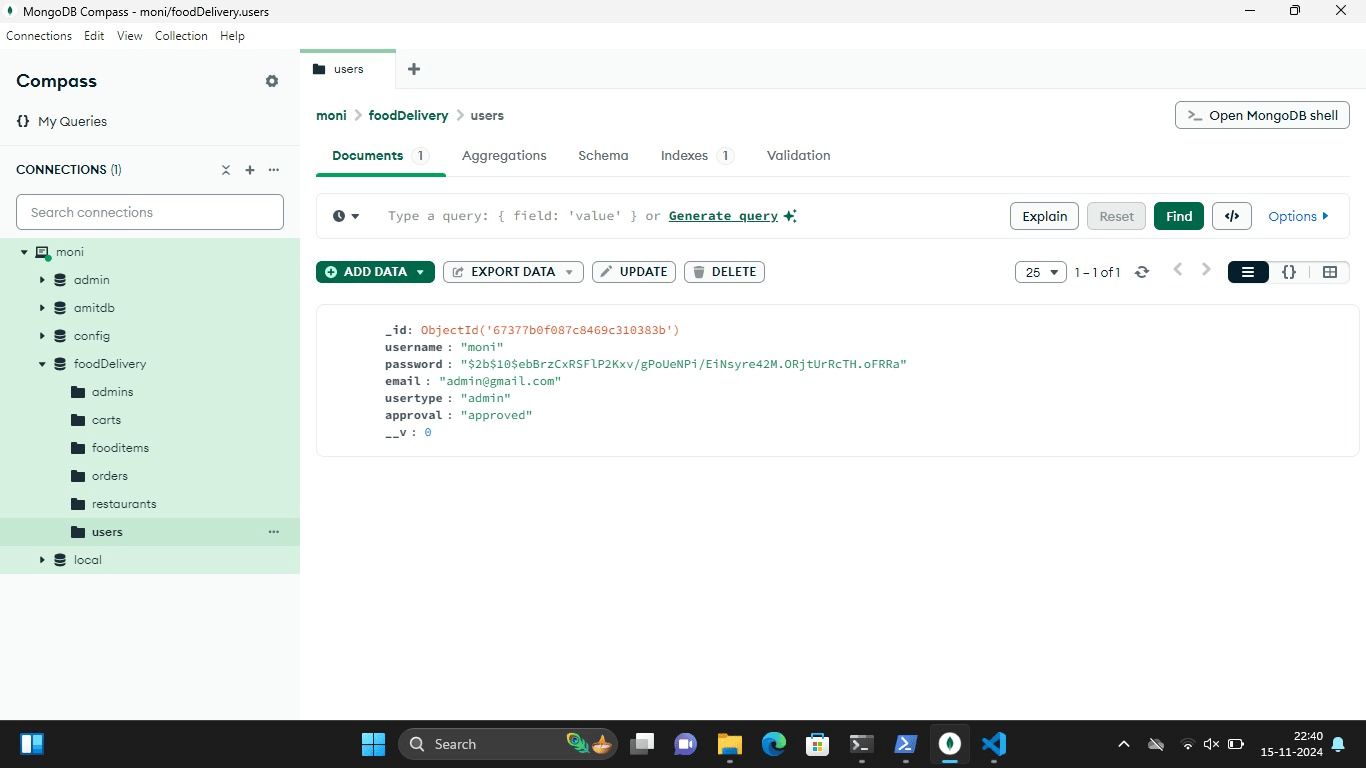 MongoDB Compass - moni/foodDelivery.users
Connections Edit View Collection Help
Compass
{} My Queries
CONNECTIONS (1)
Search connections
moni
admin
amitdb
config
foodDelivery
admins
carts
fooditems
orders
restaurants
users
local
users
moni > foodDelivery > users
>_ Open MongoDB shell
Documents 1 Aggregations Schema Indexes 1 Validation
Type a query: { field: 'value' } or Generate query
Explain Reset Find </> Options
ADD DATA EXPORT DATA UPDATE DELETE
25 1 – 1 of 1 {}
_id: ObjectId('67377b0f087c8469c310383b')
username : "moni"
password : "$2b$10$ebBrzCxRSFlP2Kxv/gPoUeNPi/EiNsyre42M.ORjtUrRcTH.oFRRa"
email : "admin@gmail.com"
usertype : "admin"
approval : "approved"
__v : 0
Search
22:40
15-11-2024